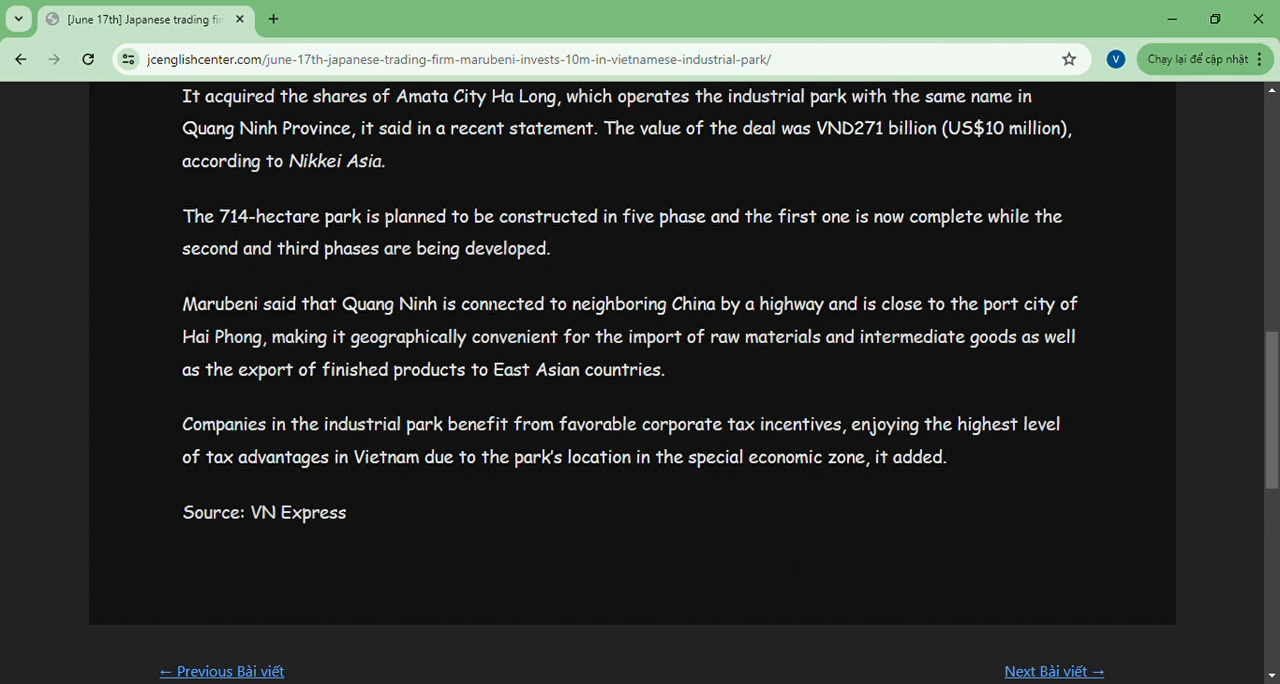 [June 17th] Japanese trading fir
jcenglishcenter.com/june-17th-japanese-trading-firm-marubeni-invests-10m-in-vietnamese-industrial-park/
V
Chạy lại để cập nhật
It acquired the shares of Amata City Ha Long, which operates the industrial park with the same name in
Quang Ninh Province, it said in a recent statement. The value of the deal was VND271 billion (US$10 million),
according to Nikkei Asia.
The 714-hectare park is planned to be constructed in five phase and the first one is now complete while the
second and third phases are being developed.
Marubeni said that Quang Ninh is connected to neighboring China by a highway and is close to the port city of
Hai Phong, making it geographically convenient for the import of raw materials and intermediate goods as well
as the export of finished products to East Asian countries.
Companies in the industrial park benefit from favorable corporate tax incentives, enjoying the highest level
of tax advantages in Vietnam due to the park's location in the special economic zone, it added.
Source: VN Express
← Previous Bài viết
Next Bài viết →